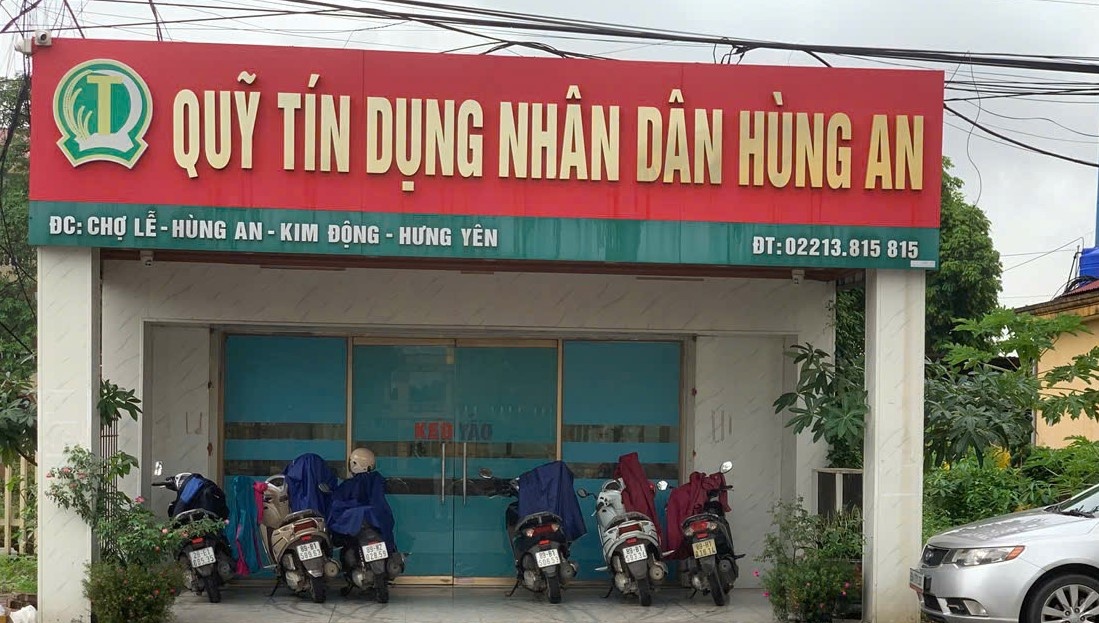 QUỸ TÍN DỤNG NHÂN DÂN HÙNG AN
ĐC: CHỢ LỄ - HÙNG AN - KIM ĐỘNG - HƯNG YÊN
ĐT: 02213.815 815
KÉO
ĐẨY